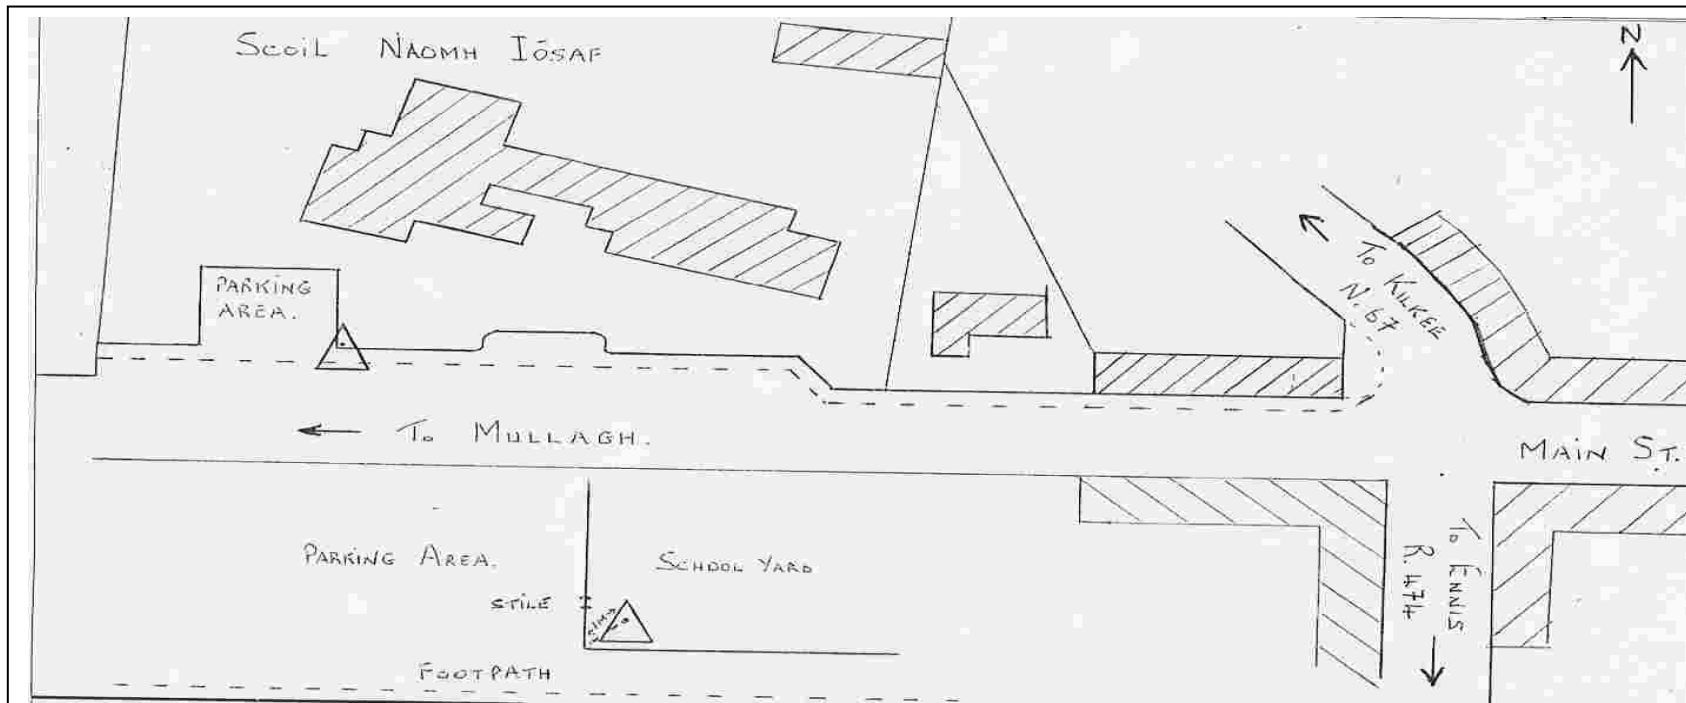 SCOIL NAOMH IÓSAF
N
PARKING
AREA.
TO KILKEE
N.67
TO MULLAGH.
MAIN ST.
PARKING AREA.
SCHOOL YARD
STILE
TO ENNIS
R.474
FOOTPATH